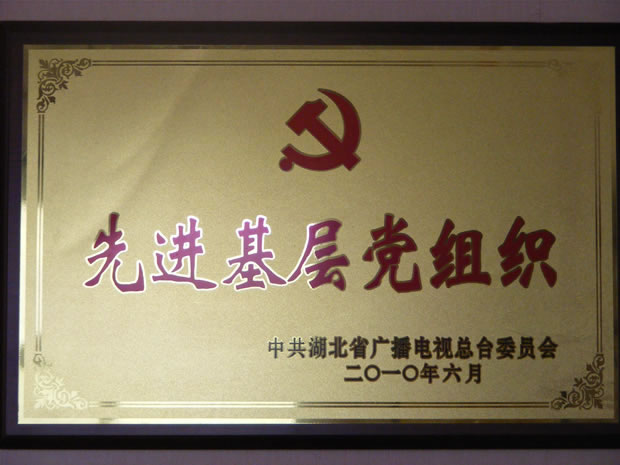 先进基层党组织
中共湖北省广播电视总台委员会
二〇一〇年六月